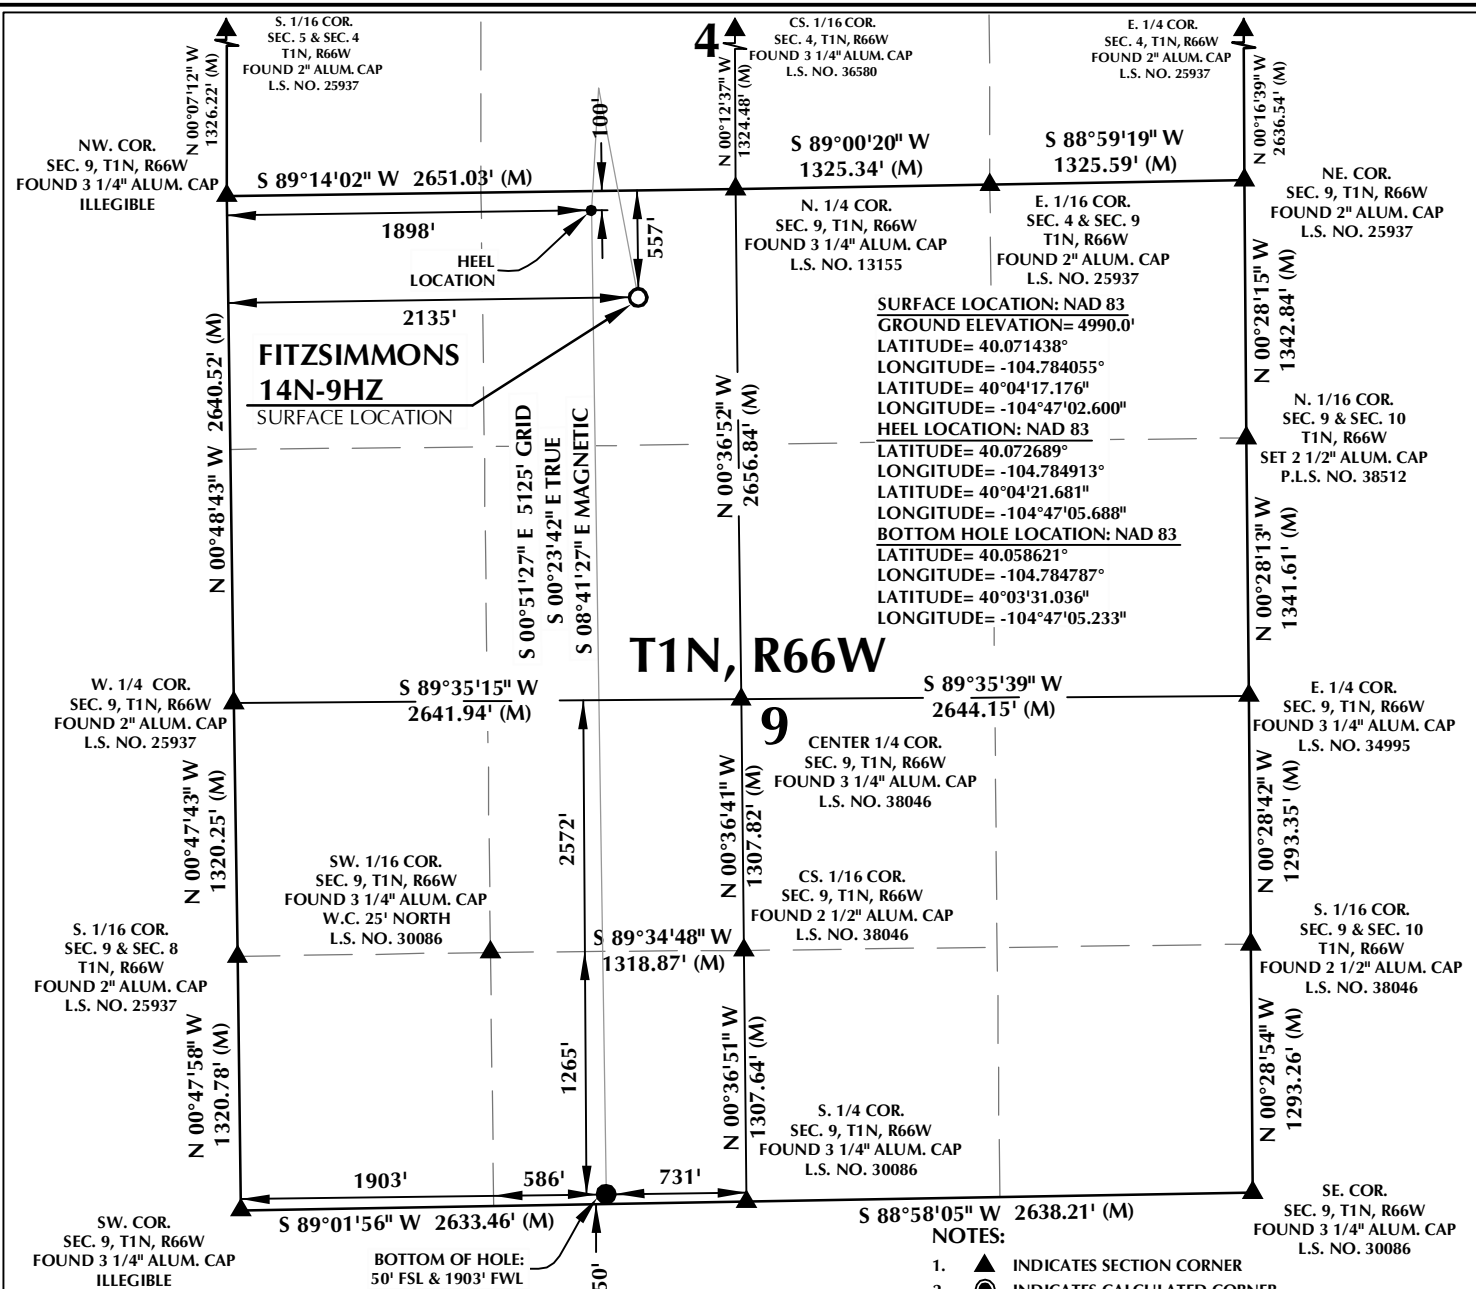 S. 1/16 COR.
SEC. 5 & SEC. 4
T1N, R66W
FOUND 2" ALUM. CAP
L.S. NO. 25937
4
CS. 1/16 COR.
SEC. 4, T1N, R66W
FOUND 3 1/4" ALUM. CAP
L.S. NO. 36580
E. 1/4 COR.
SEC. 4, T1N, R66W
FOUND 2" ALUM. CAP
L.S. NO. 25937
N 00°07'12" W
1326.22' (M)
N 00°12'37" W
1324.48' (M)
N 00°16'39" W
2636.54' (M)
NW. COR.
SEC. 9, T1N, R66W
FOUND 3 1/4" ALUM. CAP
ILLEGIBLE
S 89°14'02" W 2651.03' (M)
100'
S 89°00'20" W
1325.34' (M)
S 88°59'19" W
1325.59' (M)
NE. COR.
SEC. 9, T1N, R66W
FOUND 2" ALUM. CAP
L.S. NO. 25937
1898'
HEEL
LOCATION
557'
N. 1/4 COR.
SEC. 9, T1N, R66W
FOUND 3 1/4" ALUM. CAP
L.S. NO. 13155
E. 1/16 COR.
SEC. 4 & SEC. 9
T1N, R66W
FOUND 2" ALUM. CAP
L.S. NO. 25937
2135'
FITZSIMMONS
14N-9HZ
SURFACE LOCATION
SURFACE LOCATION: NAD 83
GROUND ELEVATION= 4990.0'
LATITUDE= 40.071438°
LONGITUDE= -104.784055°
LATITUDE= 40°04'17.176"
LONGITUDE= -104°47'02.600"
HEEL LOCATION: NAD 83
LATITUDE= 40.072689°
LONGITUDE= -104.784913°
LATITUDE= 40°04'21.681"
LONGITUDE= -104°47'05.688"
BOTTOM HOLE LOCATION: NAD 83
LATITUDE= 40.058621°
LONGITUDE= -104.784787°
LATITUDE= 40°03'31.036"
LONGITUDE= -104°47'05.233"
N 00°28'15" W
1342.84' (M)
N. 1/16 COR.
SEC. 9 & SEC. 10
T1N, R66W
SET 2 1/2" ALUM. CAP
P.L.S. NO. 38512
N 00°48'43" W 2640.52' (M)
S 00°51'27" E 5125' GRID
S 00°23'42" E TRUE
S 08°41'27" E MAGNETIC
N 00°36'52" W
2656.84' (M)
N 00°28'13" W
1341.61' (M)
T1N, R66W
9
W. 1/4 COR.
SEC. 9, T1N, R66W
FOUND 2" ALUM. CAP
L.S. NO. 25937
S 89°35'15" W
2641.94' (M)
S 89°35'39" W
2644.15' (M)
E. 1/4 COR.
SEC. 9, T1N, R66W
FOUND 3 1/4" ALUM. CAP
L.S. NO. 34995
CENTER 1/4 COR.
SEC. 9, T1N, R66W
FOUND 3 1/4" ALUM. CAP
L.S. NO. 38046
N 00°47'43" W
1320.25' (M)
2572'
N 00°36'41" W
1307.82' (M)
N 00°28'42" W
1293.35' (M)
SW. 1/16 COR.
SEC. 9, T1N, R66W
FOUND 3 1/4" ALUM. CAP
W.C. 25' NORTH
L.S. NO. 30086
CS. 1/16 COR.
SEC. 9, T1N, R66W
FOUND 2 1/2" ALUM. CAP
L.S. NO. 38046
S. 1/16 COR.
SEC. 9 & SEC. 8
T1N, R66W
FOUND 2" ALUM. CAP
L.S. NO. 25937
S 89°34'48" W
1318.87' (M)
S. 1/16 COR.
SEC. 9 & SEC. 10
T1N, R66W
FOUND 2 1/2" ALUM. CAP
L.S. NO. 38046
N 00°47'58" W
1320.78' (M)
1265'
N 00°36'51" W
1307.64' (M)
N 00°28'54" W
1293.26' (M)
S. 1/4 COR.
SEC. 9, T1N, R66W
FOUND 3 1/4" ALUM. CAP
L.S. NO. 30086
1903'
586'
731'
SW. COR.
SEC. 9, T1N, R66W
FOUND 3 1/4" ALUM. CAP
ILLEGIBLE
S 89°01'56" W 2633.46' (M)
S 88°58'05" W 2638.21' (M)
SE. COR.
SEC. 9, T1N, R66W
FOUND 3 1/4" ALUM. CAP
L.S. NO. 30086
BOTTOM OF HOLE:
50' FSL & 1903' FWL
50'
NOTES:
1. INDICATES SECTION CORNER
2. INDICATES CALCULATED CORNER